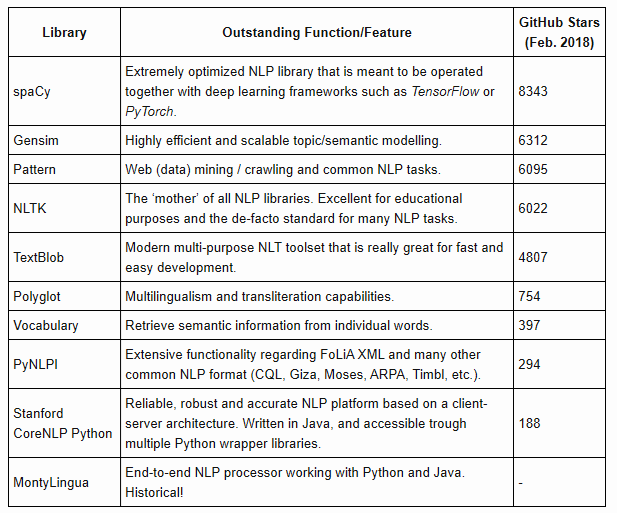 Library
Outstanding Function/Feature
GitHub Stars
(Feb. 2018)
spaCy
Extremely optimized NLP library that is meant to be operated
together with deep learning frameworks such as TensorFlow or
PyTorch.
8343
Gensim
Highly efficient and scalable topic/semantic modelling.
6312
Pattern
Web (data) mining / crawling and common NLP tasks.
6095
NLTK
The ‘mother’ of all NLP libraries. Excellent for educational
purposes and the de-facto standard for many NLP tasks.
6022
TextBlob
Modern multi-purpose NLT toolset that is really great for fast and
easy development.
4807
Polyglot
Multilingualism and transliteration capabilities.
754
Vocabulary
Retrieve semantic information from individual words.
397
PyNLPl
Extensive functionality regarding FoLiA XML and many other
common NLP format (CQL, Giza, Moses, ARPA, Timbl, etc.).
294
Stanford
CoreNLP Python
Reliable, robust and accurate NLP platform based on a client-
server architecture. Written in Java, and accessible trough
multiple Python wrapper libraries.
188
MontyLingua
End-to-end NLP processor working with Python and Java.
Historical!
-